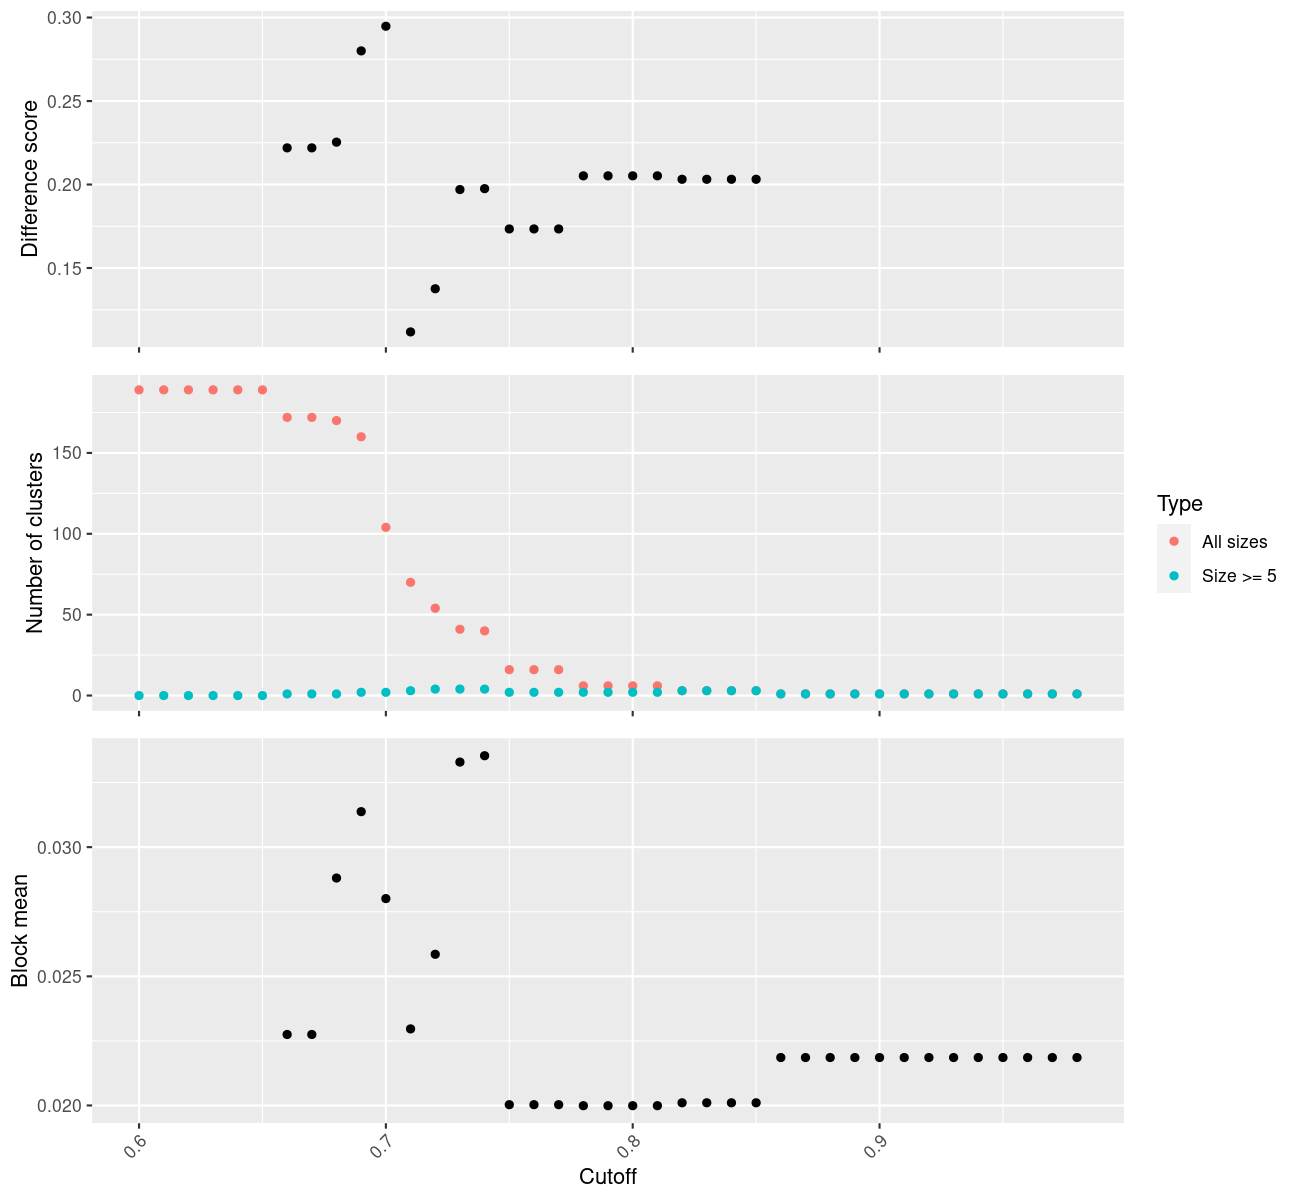 Difference score
0.30
0.25
0.20
0.15
Number of clusters
150
100
50
0
Type
All sizes
Size >= 5
Block mean
0.030
0.025
0.020
0.6
0.7
0.8
0.9
Cutoff